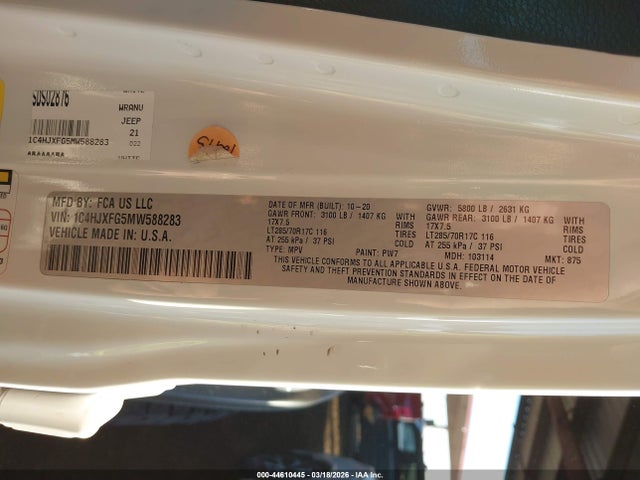 SDS02876
WRANU
JEEP
21
022
1C4HJXFG5MW588283
MFD BY: FCA US LLC
VIN: 1C4HJXFG5MW588283
VEHICLE MADE IN: U.S.A.
DATE OF MFR (BUILT): 10-20
GAWR FRONT: 3100 LB / 1407 KG WITH
17X7.5 RIMS
LT285/70R17C 116 TIRES
AT 255 kPa / 37 PSI COLD
TYPE: MPV PAINT: PW7
GVWR: 5800 LB / 2631 KG
GAWR REAR: 3100 LB / 1407 KG WITH
17X7.5 RIMS
LT285/70R17C 116 TIRES
AT 255 kPa / 37 PSI COLD
MDH: 103114 MKT: 875
THIS VEHICLE CONFORMS TO ALL APPLICABLE U.S.A. FEDERAL MOTOR VEHICLE
SAFETY AND THEFT PREVENTION STANDARDS IN EFFECT ON THE DATE OF
MANUFACTURE SHOWN ABOVE.
000-44610445 | 03/18/2026 | IAA Inc.